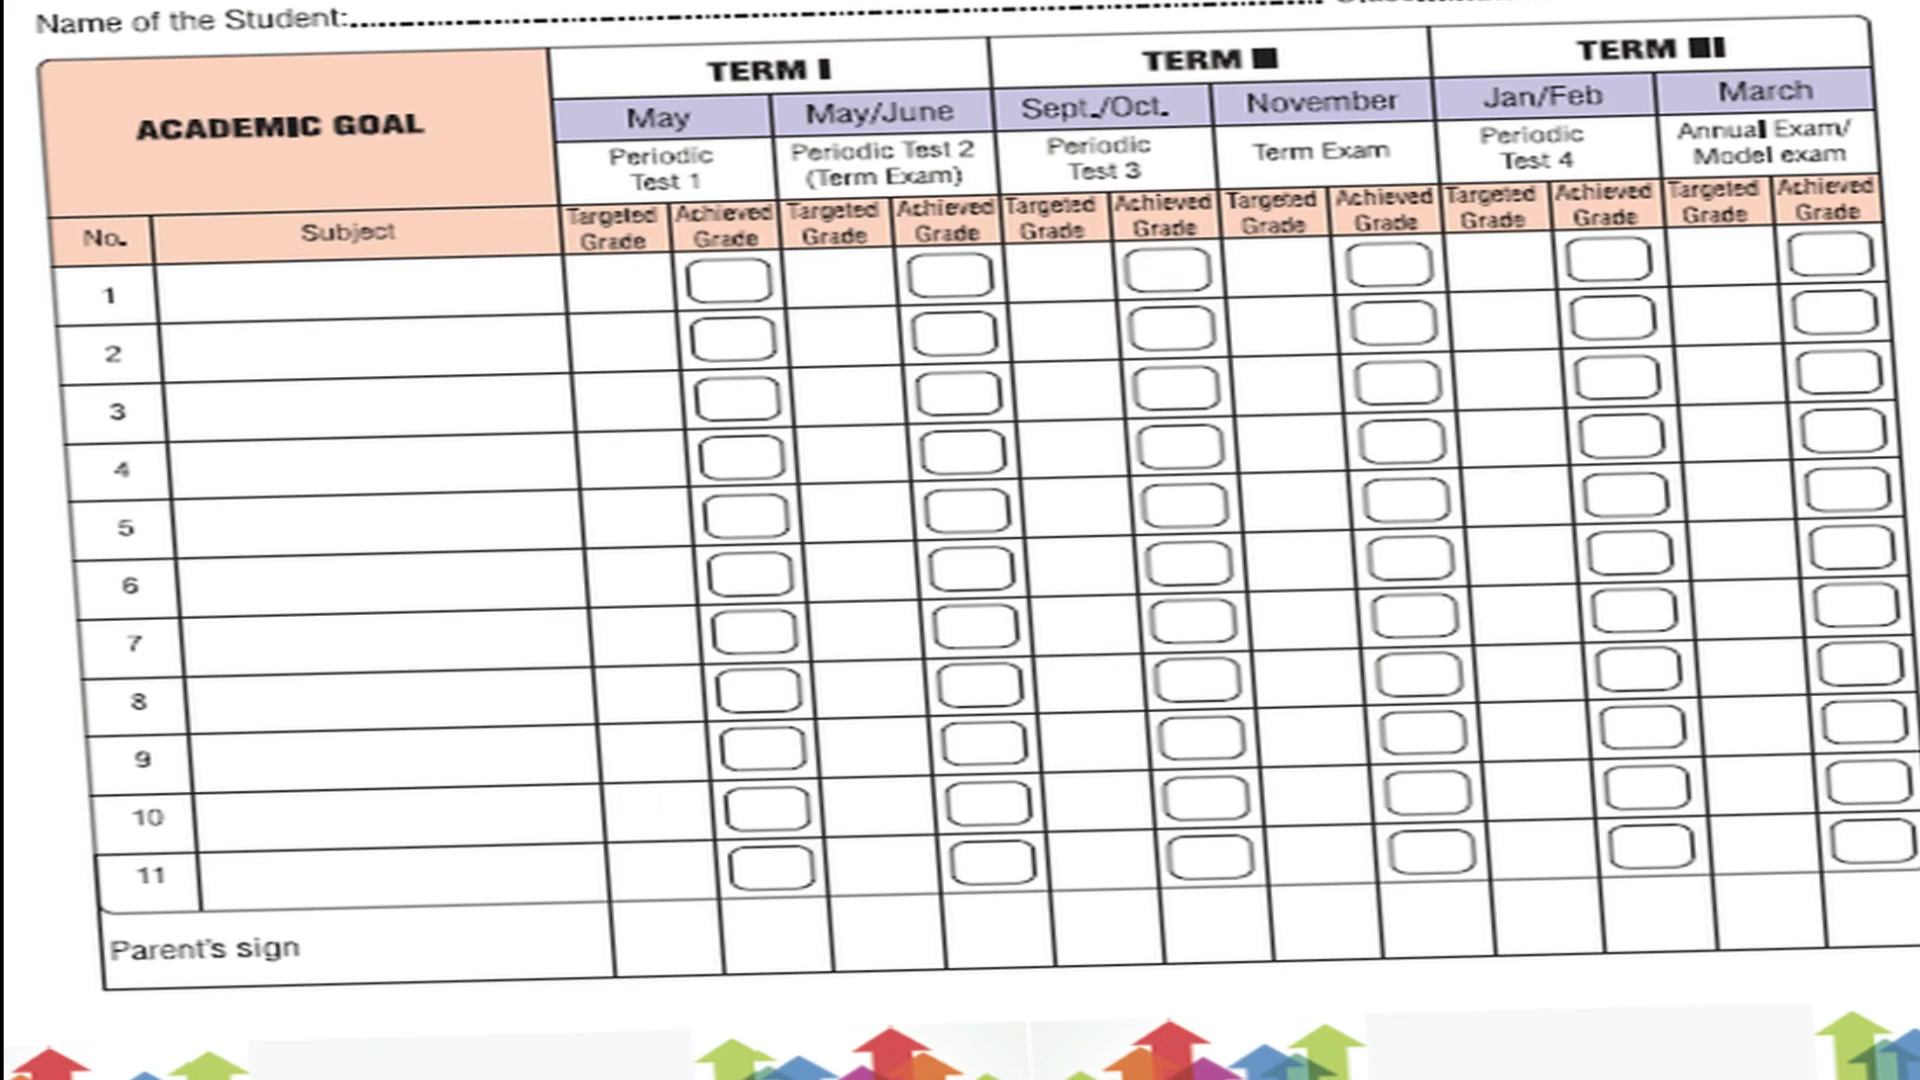 Name of the Student:
ACADEMIC GOAL
TERM I
TERM II
TERM III
May
May/June
Sept./Oct.
November
Jan/Feb
March
Periodic
Test 1
Periodic Test 2
(Term Exam)
Periodic
Test 3
Term Exam
Periodic
Test 4
Annual Exam/
Model exam
No.
Subject
Targeted
Grade
Achieved
Grade
Targeted
Grade
Achieved
Grade
Targeted
Grade
Achieved
Grade
Targeted
Grade
Achieved
Grade
Targeted
Grade
Achieved
Grade
Targeted
Grade
Achieved
Grade
1
2
3
4
5
6
7
8
9
10
11
Parent's sign